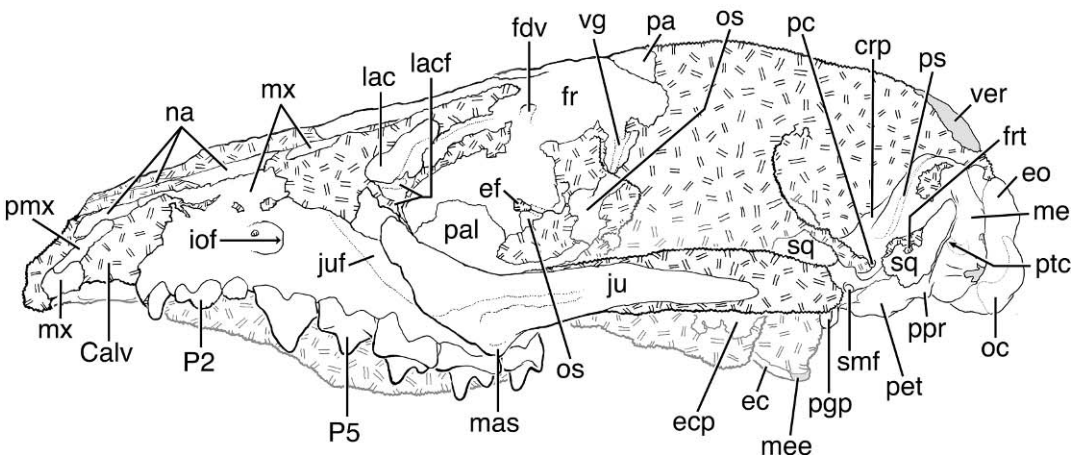 fdv vg pa os pc crp ps ver
lac lacf
na mx fr frt
eo
pmx me
ef
iof pal sq sq ptc
juf ju
mx Calv P2 os ppr oc
smf
P5 mas ecp ec pgp pet
mee